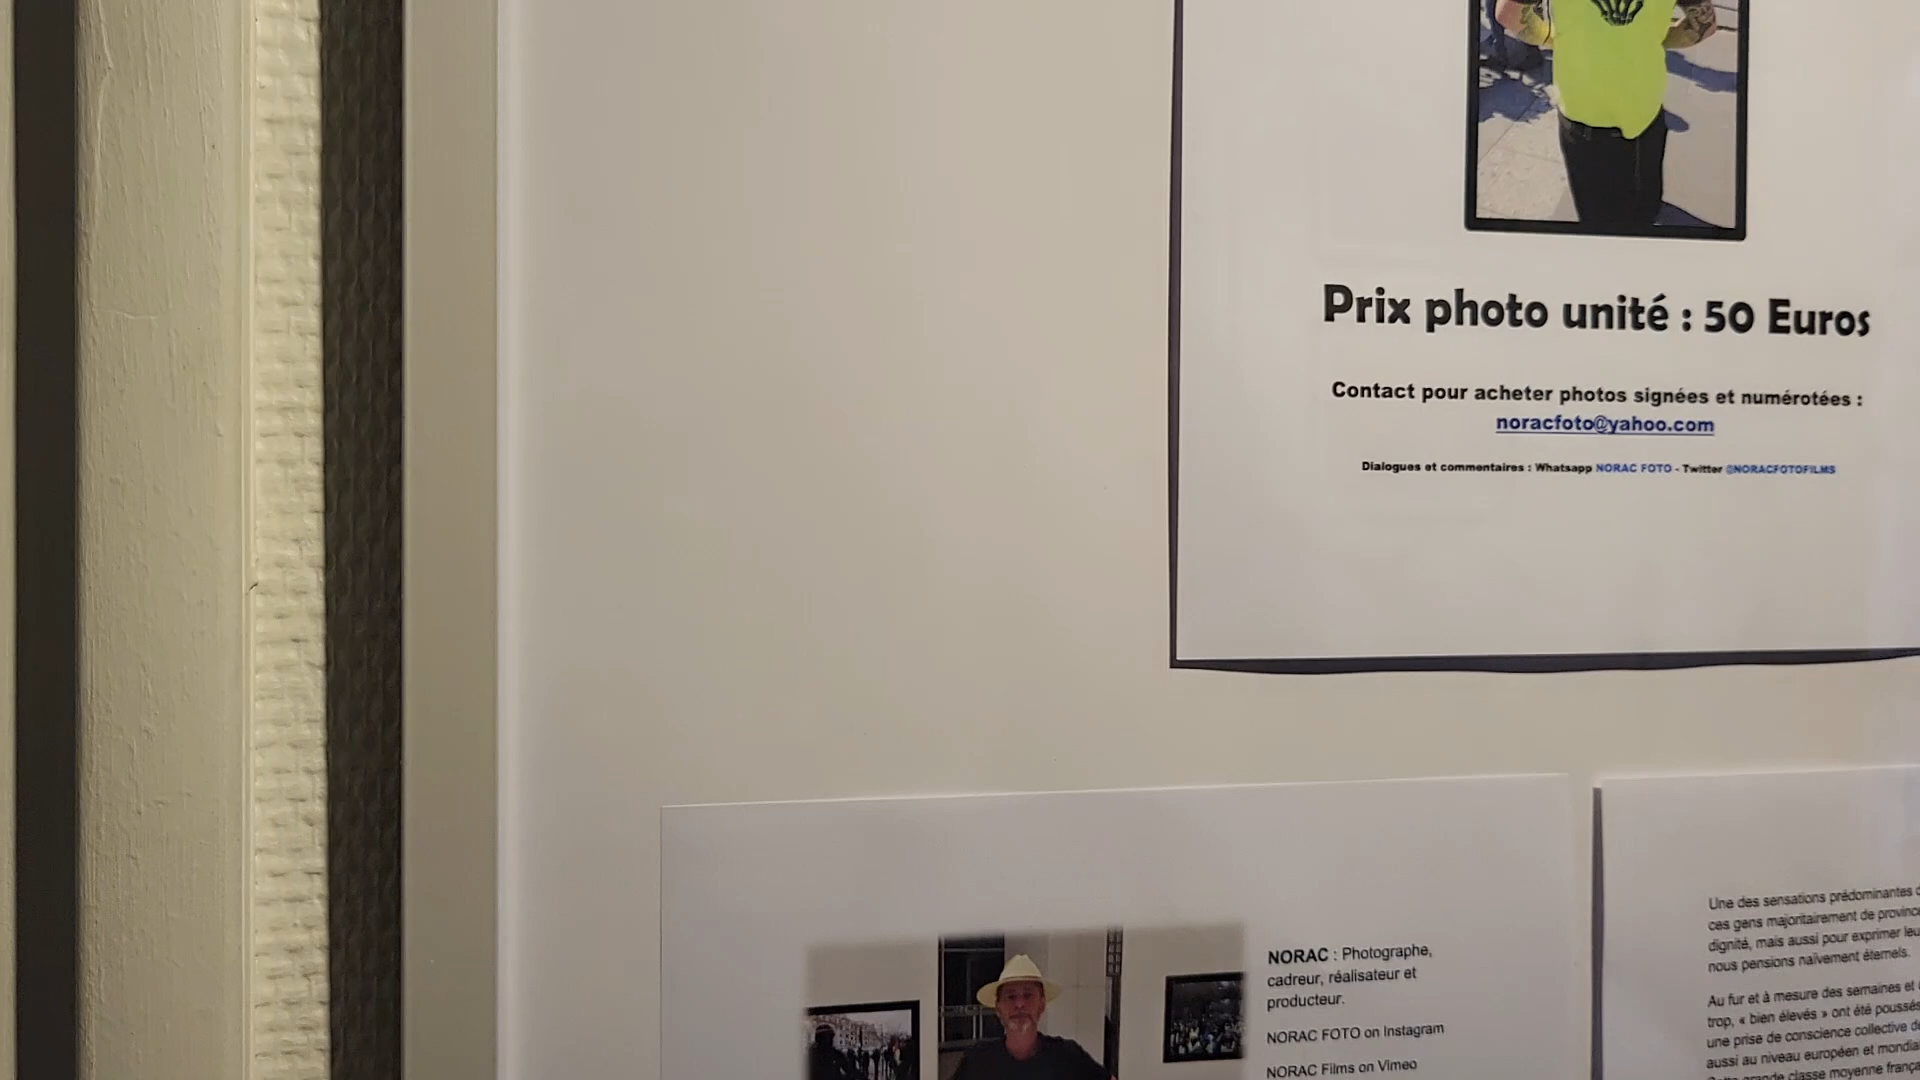 Prix photo unité : 50 Euros
Contact pour acheter photos signées et numérotées :
noracfoto@yahoo.com
Dialogues et commentaires : Whatsapp NORAC FOTO - Twitter @NORACFOTOFILMS
NORAC : Photographe,
cadreur, réalisateur et
producteur.
NORAC FOTO on Instagram
NORAC Films on Vimeo
Une des sensations prédominantes
ces gens majoritairement de province
dignité, mais aussi pour exprimer
nous pensions naïvement éternels.
Au fur et à mesure des semaines et
trop, « bien élevés » ont été poussés
une prise de conscience collective
aussi au niveau européen et
grande classe moyenne